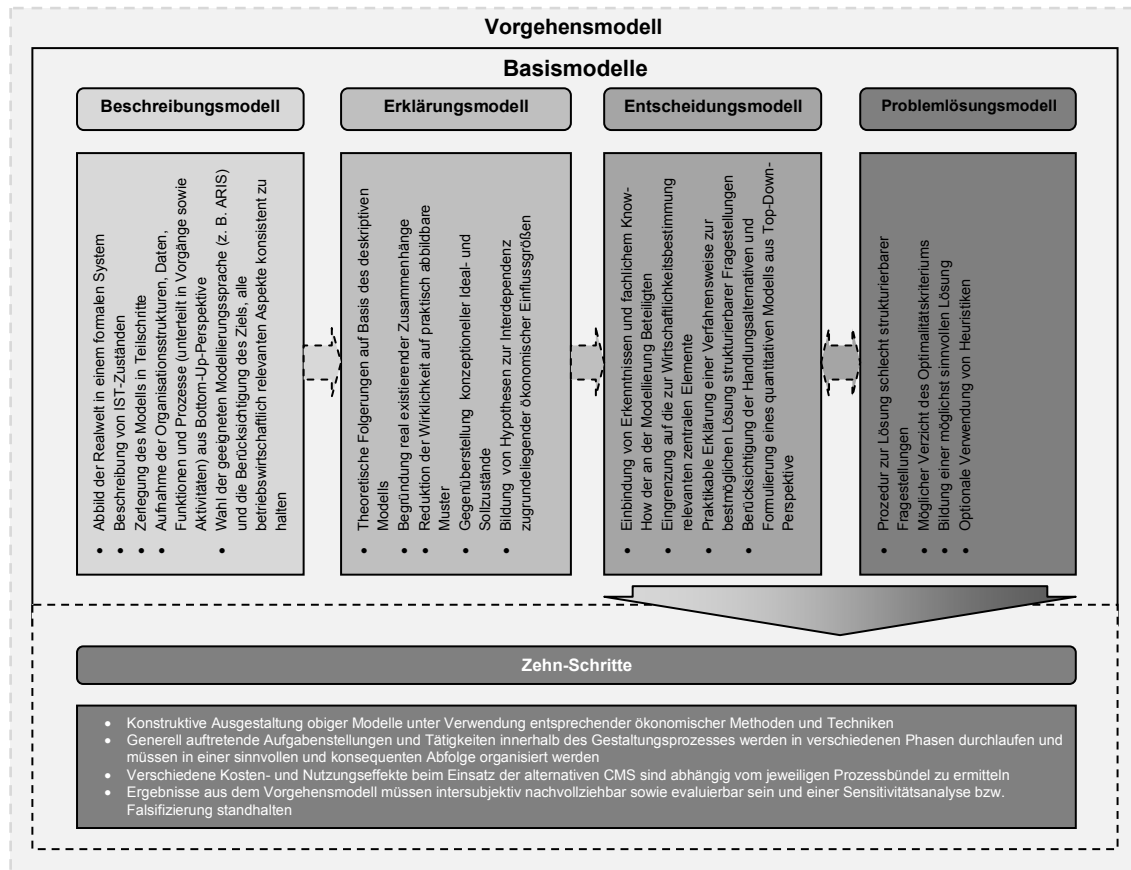 Vorgehensmodell
Basismodelle
Beschreibungsmodell
Erklärungsmodell
Entscheidungsmodell
Problemlösungsmodell
• Abbild der Realwelt in einem formalen System
• Beschreibung von IST-Zuständen
• Zerlegung des Modells in Teilschritte
• Aufnahme der Organisationsstrukturen, Daten,
Funktionen und Prozesse (unterteilt in Vorgänge sowie
Aktivitäten) aus Bottom-Up-Perspektive
• Wahl der geeigneten Modellierungssprache (z. B. ARIS)
und die Berücksichtigung des Ziels, alle
betriebswirtschaftlich relevanten Aspekte konsistent zu
halten
• Theoretische Folgerungen auf Basis des deskriptiven
Modells
• Begründung real existierender Zusammenhänge
• Reduktion der Wirklichkeit auf praktisch abbildbare
Muster
• Gegenüberstellung konzeptioneller Ideal- und
Sollzustände
• Bildung von Hypothesen zur Interdependenz
zugrundeliegender ökonomischer Einflussgrößen
• Einbindung von Erkenntnissen und fachlichem Know-
How der an der Modellierung Beteiligten
• Engrenzung auf die zur Wirtschaftlichkeitsbestimmung
relevanten zentralen Elemente
• Praktikable Erklärung einer Verfahrensweise zur
bestmöglichen Lösung strukturierbarer Fragestellungen
• Berücksichtigung der Handlungsalternativen und
Formulierung eines quantitativen Modells aus Top-Down-
Perspektive
• Prozedur zur Lösung schlecht strukturierbarer
Fragestellungen
• Möglicher Verzicht des Optimalitätskriteriums
• Bildung einer möglichst sinnvollen Lösung
• Optionale Verwendung von Heuristiken
Zehn-Schritte
• Konstruktive Ausgestaltung obiger Modelle unter Verwendung entsprechender ökonomischer Methoden und Techniken
• Generell auftretende Aufgabenstellungen und Tätigkeiten innerhalb des Gestaltungsprozesses werden in verschiedenen Phasen durchlaufen und
müssen in einer sinnvollen und konsequenten Abfolge organisiert werden
• Verschiedene Kosten- und Nutzungseffekte beim Einsatz der alternativen CMS sind abhängig vom jeweiligen Prozessbündel zu ermitteln
• Ergebnisse aus dem Vorgehensmodell müssen intersubjektiv nachvollziehbar sowie evaluierbar sein und einer Sensitivitätsanalyse bzw.
Falsifizierung standhalten